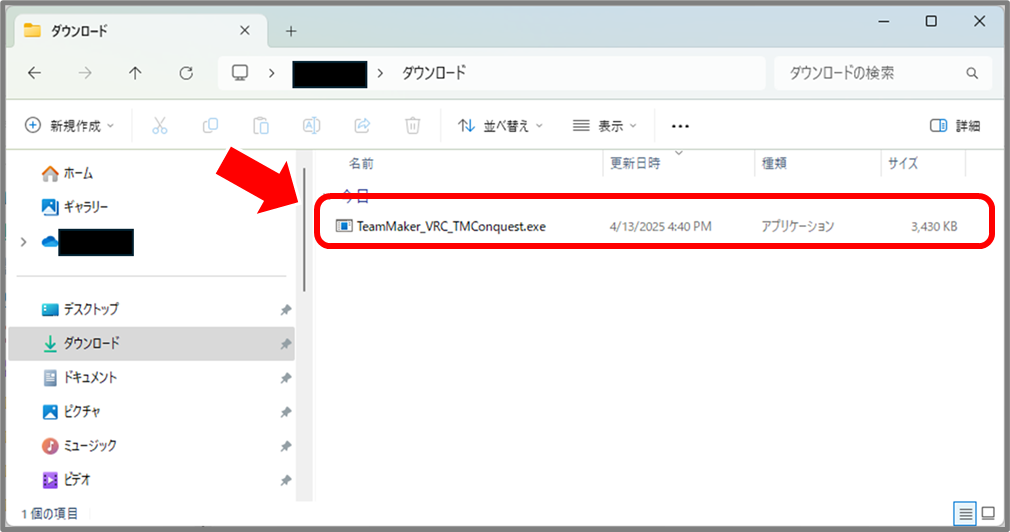 ダウンロード
ダウンロード
ダウンロードの検索
新規作成
並べ替え
表示
詳細
ホーム
ギャラリー
デスクトップ
ダウンロード
ドキュメント
ピクチャ
ミュージック
ビデオ
名前 更新日時 種類 サイズ
今日
TeamMaker_VRC_TMConquest.exe 4/13/2025 4:40 PM アプリケーション 3,430 KB
1 個の項目